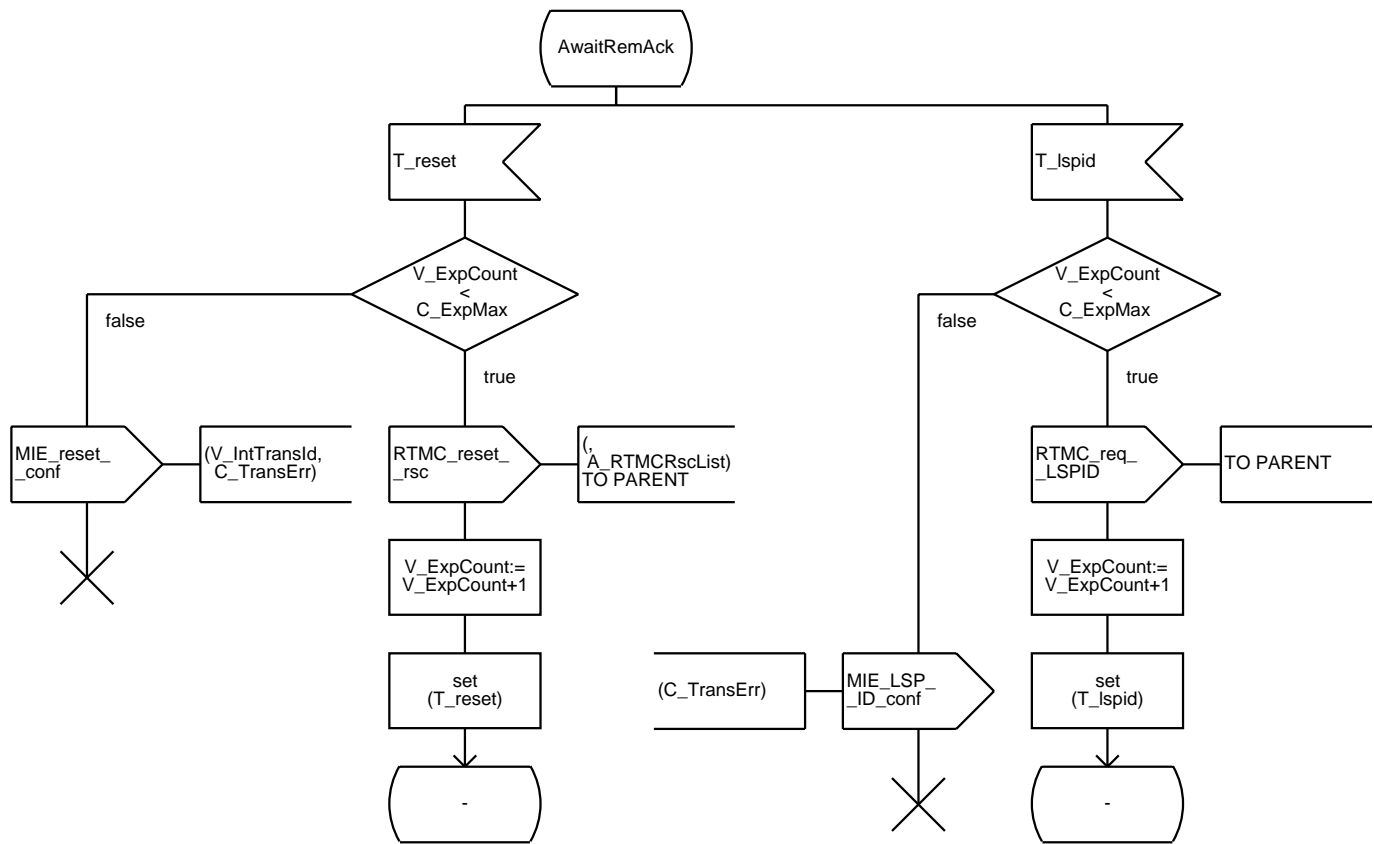 AwaitRemAck
T_reset
T_lspid
V_ExpCount
<
C_ExpMax
V_ExpCount
<
C_ExpMax
false
true
false
true
MIE_reset_
_conf
(V_IntTransId,
C_TransErr)
RTMC_reset_
_rsc
(,
A_RTMCRscList)
TO PARENT
RTMC_req_
_LSPID
TO PARENT
V_ExpCount:=
V_ExpCount+1
V_ExpCount:=
V_ExpCount+1
set
(T_reset)
(C_TransErr)
MIE_LSP_
_ID_conf
set
(T_lspid)
-
-